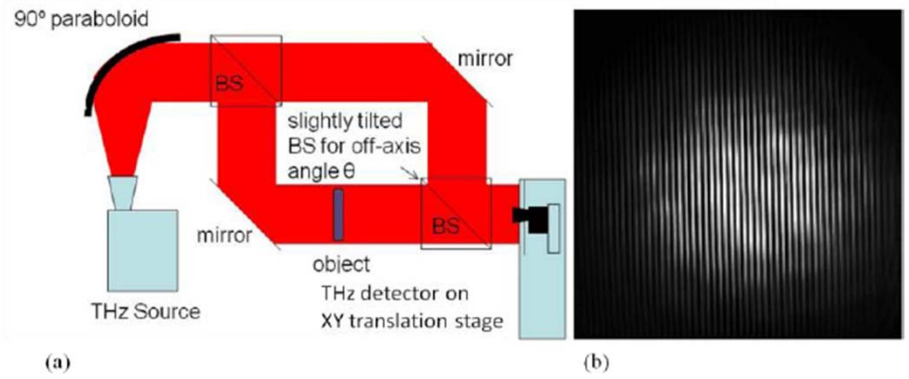 90º paraboloid
BS
mirror
slightly tilted
BS for off-axis
angle θ
BS
mirror
object
THz detector on
XY translation stage
THz Source
(a)
(b)